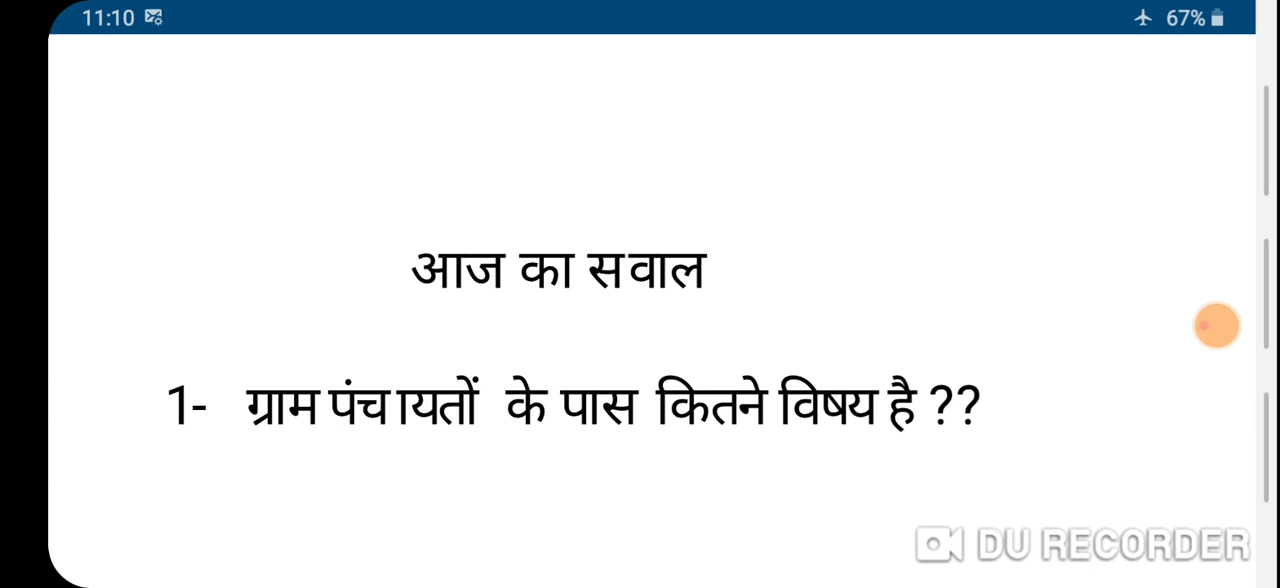 11:10 67%
आज का सवाल
1- ग्राम पंचायतों के पास कितने विषय है ??
DU RECORDER